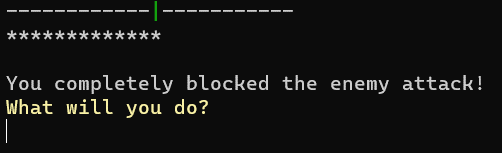 ------------|-----------
*************
You completely blocked the enemy attack!
What will you do?